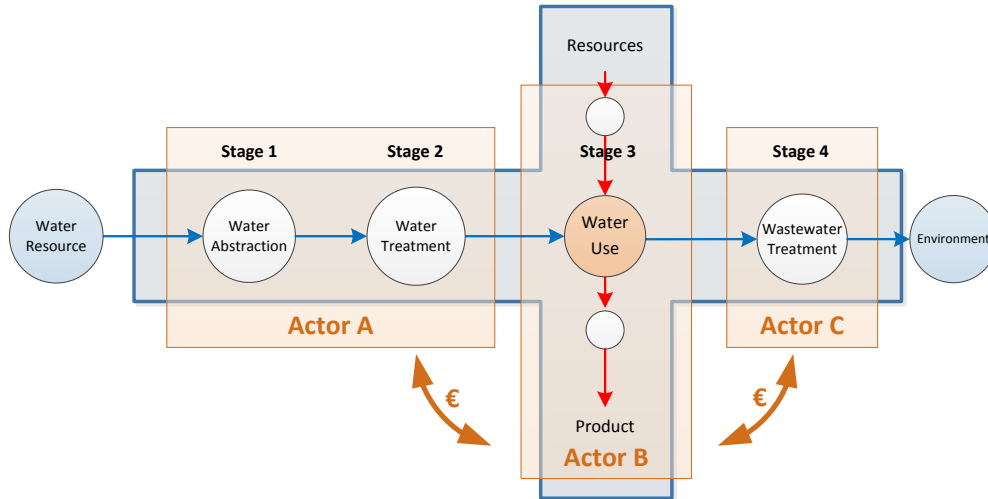 Resources
Stage 1
Stage 2
Stage 3
Stage 4
Water
Resource
Water
Abstraction
Water
Treatment
Water
Use
Wastewater
Treatment
Environment
Actor A
Actor C
€
€
Product
Actor B